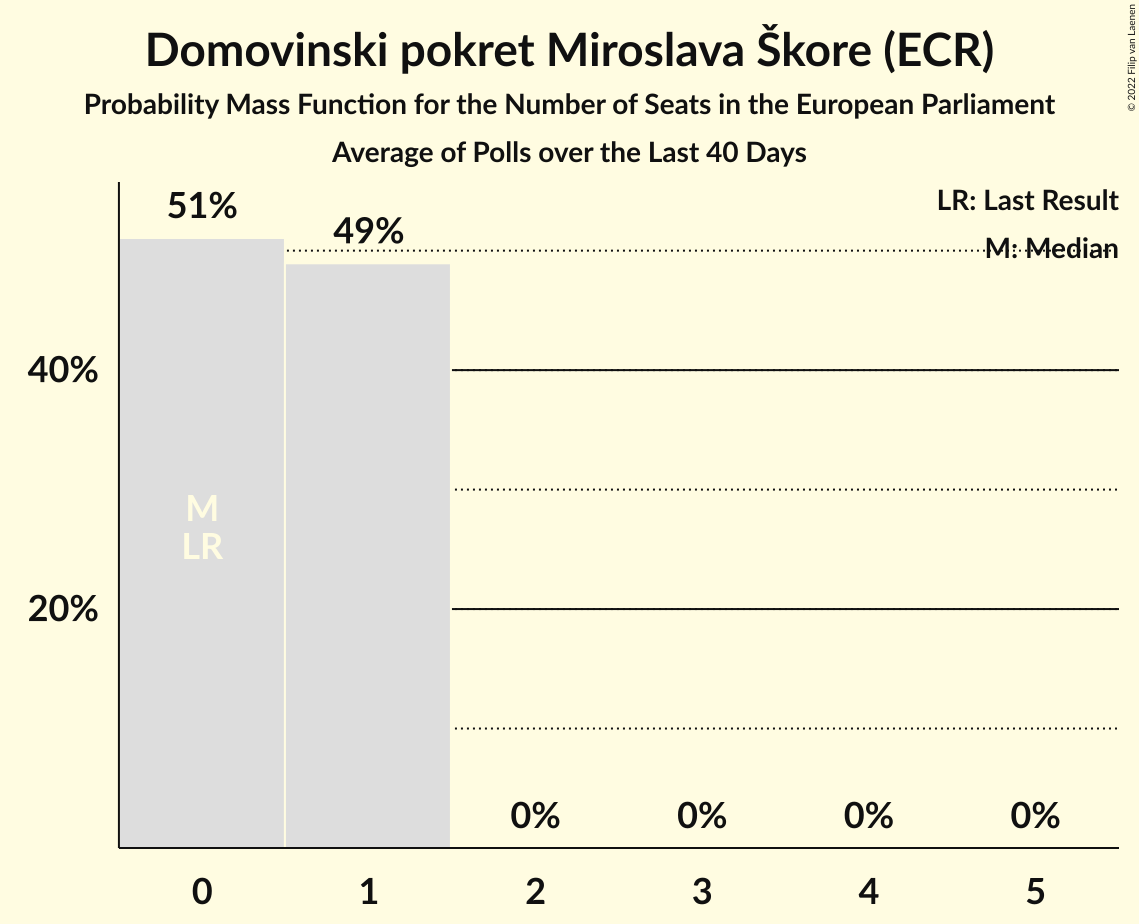 Domovinski pokret Miroslava Škore (ECR)
Probability Mass Function for the Number of Seats in the European Parliament
Average of Polls over the Last 40 Days
© 2022 Filip van Laenen
LR: Last Result
M: Median
51%
49%
40%
20%
M
LR
0%
0%
0%
0%
0
1
2
3
4
5